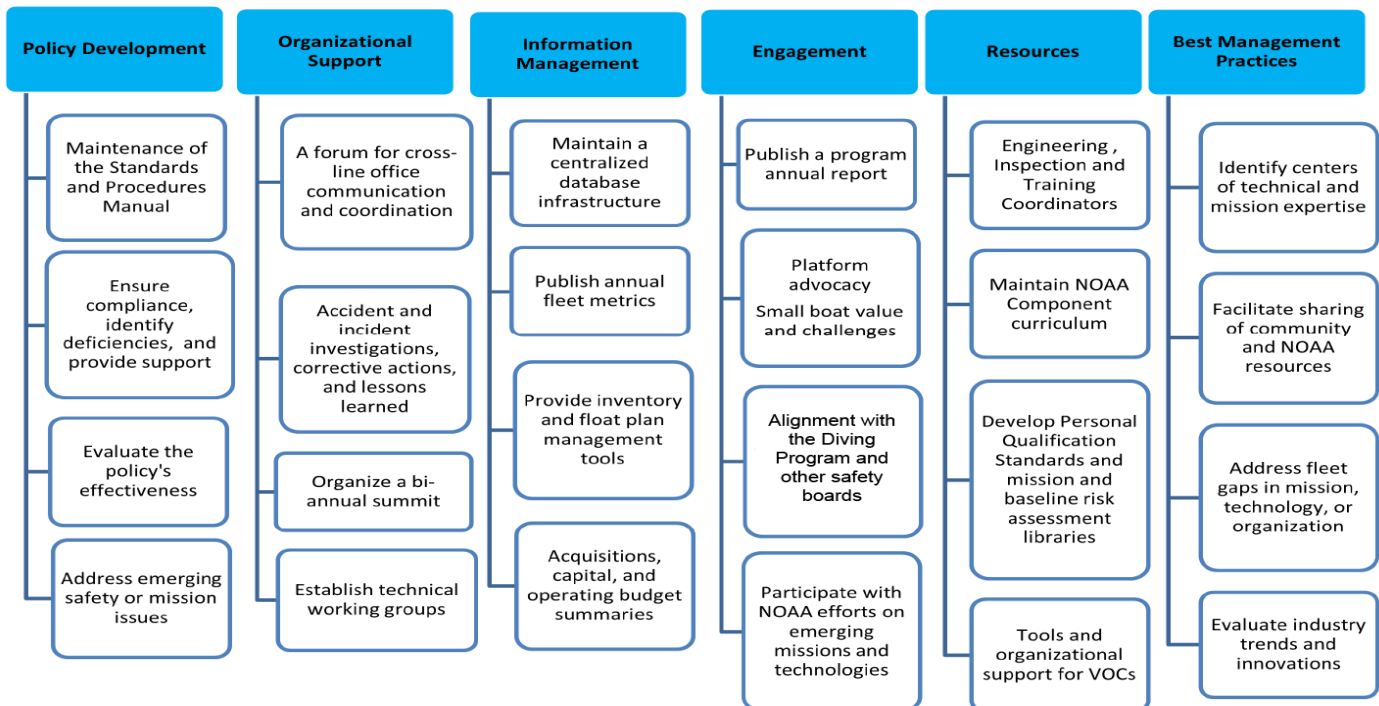 Policy Development
Maintenance of
the Standards
and Procedures
Manual
Ensure
compliance,
identify
deficiencies, and
provide support
Evaluate the
policy's
effectiveness
Address emerging
safety or mission
issues
Organizational
Support
A forum for cross-
line office
communication
and coordination
Accident and
incident
investigations,
corrective actions,
and lessons
learned
Organize a bi-
annual summit
Establish technical
working groups
Information
Management
Maintain a
centralized
database
infrastructure
Publish annual
fleet metrics
Provide inventory
and float plan
management
tools
Acquisitions,
capital, and
operating budget
summaries
Engagement
Publish a program
annual report
Platform
advocacy
Small boat value
and challenges
Alignment with
the Diving
Program and
other safety
boards
Participate with
NOAA efforts on
emerging
missions and
technologies
Resources
Engineering ,
Inspection and
Training
Coordinators
Maintain NOAA
Component
curriculum
Develop Personal
Qualification
Standards and
mission and
baseline risk
assessment
libraries
Tools and
organizational
support for VOCs
Best Management
Practices
Identify centers
of technical and
mission expertise
Facilitate sharing
of community
and NOAA
resources
Address fleet
gaps in mission,
technology, or
organization
Evaluate industry
trends and
innovations